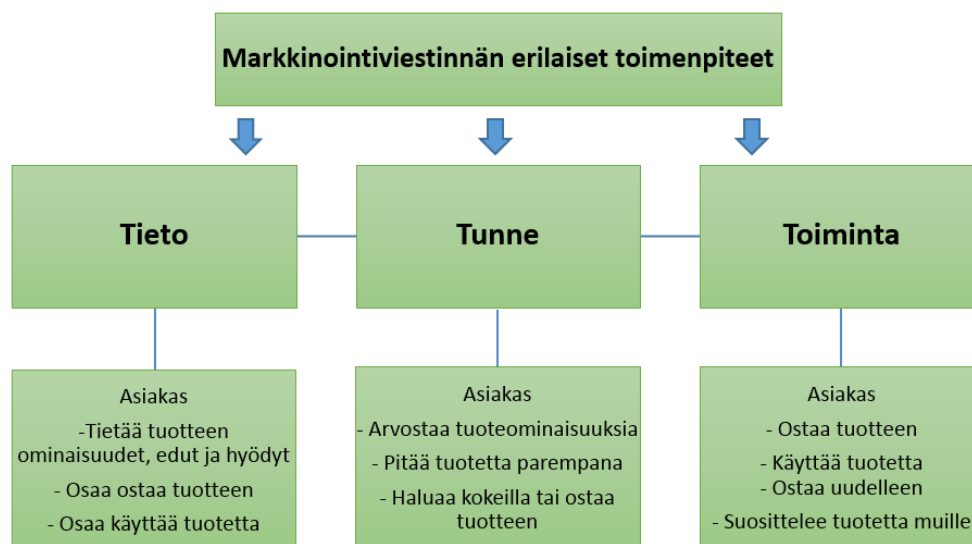 Markkinointiviestinnän erilaiset toimenpiteet
Tieto
Tunne
Toiminta
Asiakas
-Tietää tuotteen
ominaisuudet, edut ja hyödyt
- Osaa ostaa tuotteen
- Osaa käyttää tuotetta
Asiakas
- Arvostaa tuoteominaisuuksia
- Pitää tuotetta parempana
- Haluaa kokeilla tai ostaa
tuotteen
Asiakas
- Ostaa tuotteen
- Käyttää tuotetta
- Ostaa uudelleen
- Suosittelee tuotetta muille